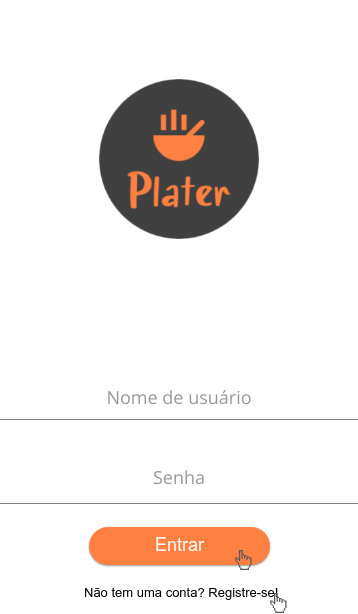 Plater
Nome de usuário
Senha
Entrar
Não tem uma conta? Registre-se!